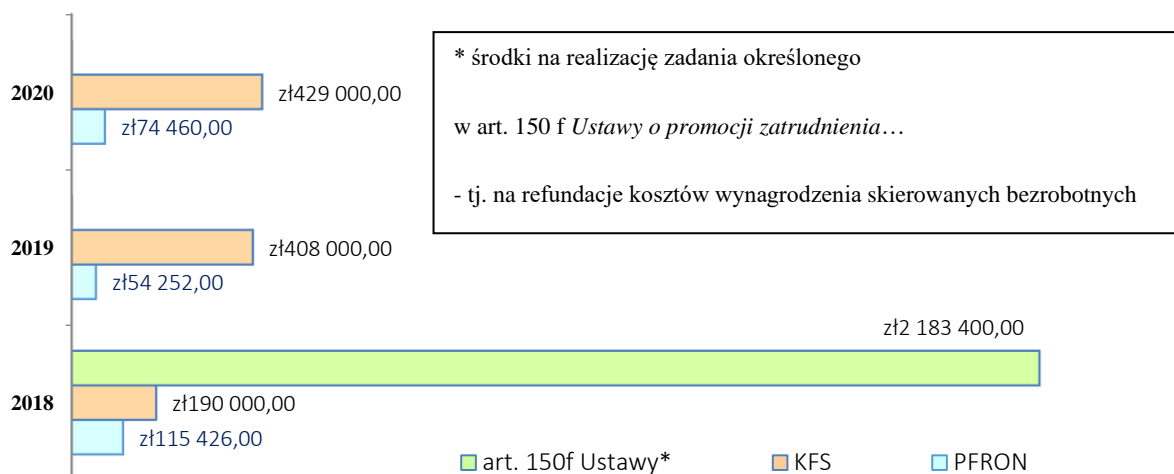 * środki na realizację zadania określonego
w art. 150 f Ustawy o promocji zatrudnienia…
- tj. na refundacje kosztów wynagrodzenia skierowanych bezrobotnych
2020
zł429 000,00
zł74 460,00
2019
zł408 000,00
zł54 252,00
zł2 183 400,00
2018
zł190 000,00
zł115 426,00
art. 150f Ustawy*
KFS
PFRON